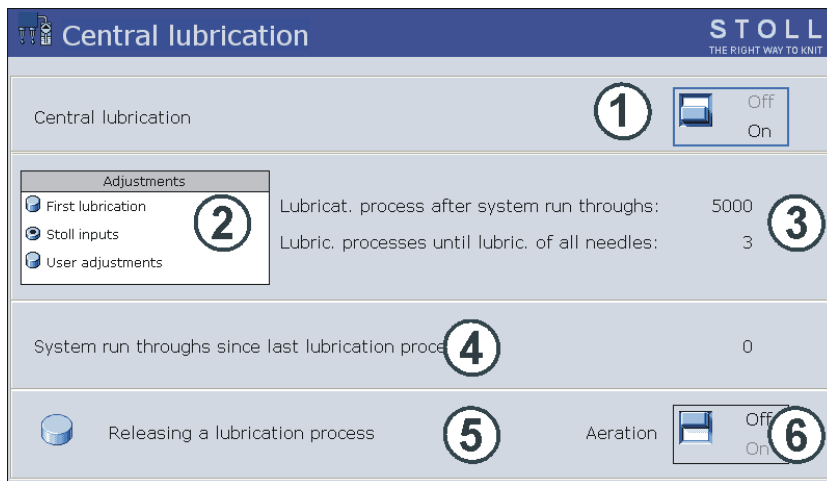 Central lubrication
STOLL
THE RIGHT WAY TO KNIT
Central lubrication
1
Off
On
Adjustments
First lubrication
Stoll inputs
User adjustments
2
Lubricat. process after system run throughs: 5000
Lubric. processes until lubric. of all needles: 3
3
System run throughs since last lubrication proce
4
0
Releasing a lubrication process
5
Aeration
Off
On
6